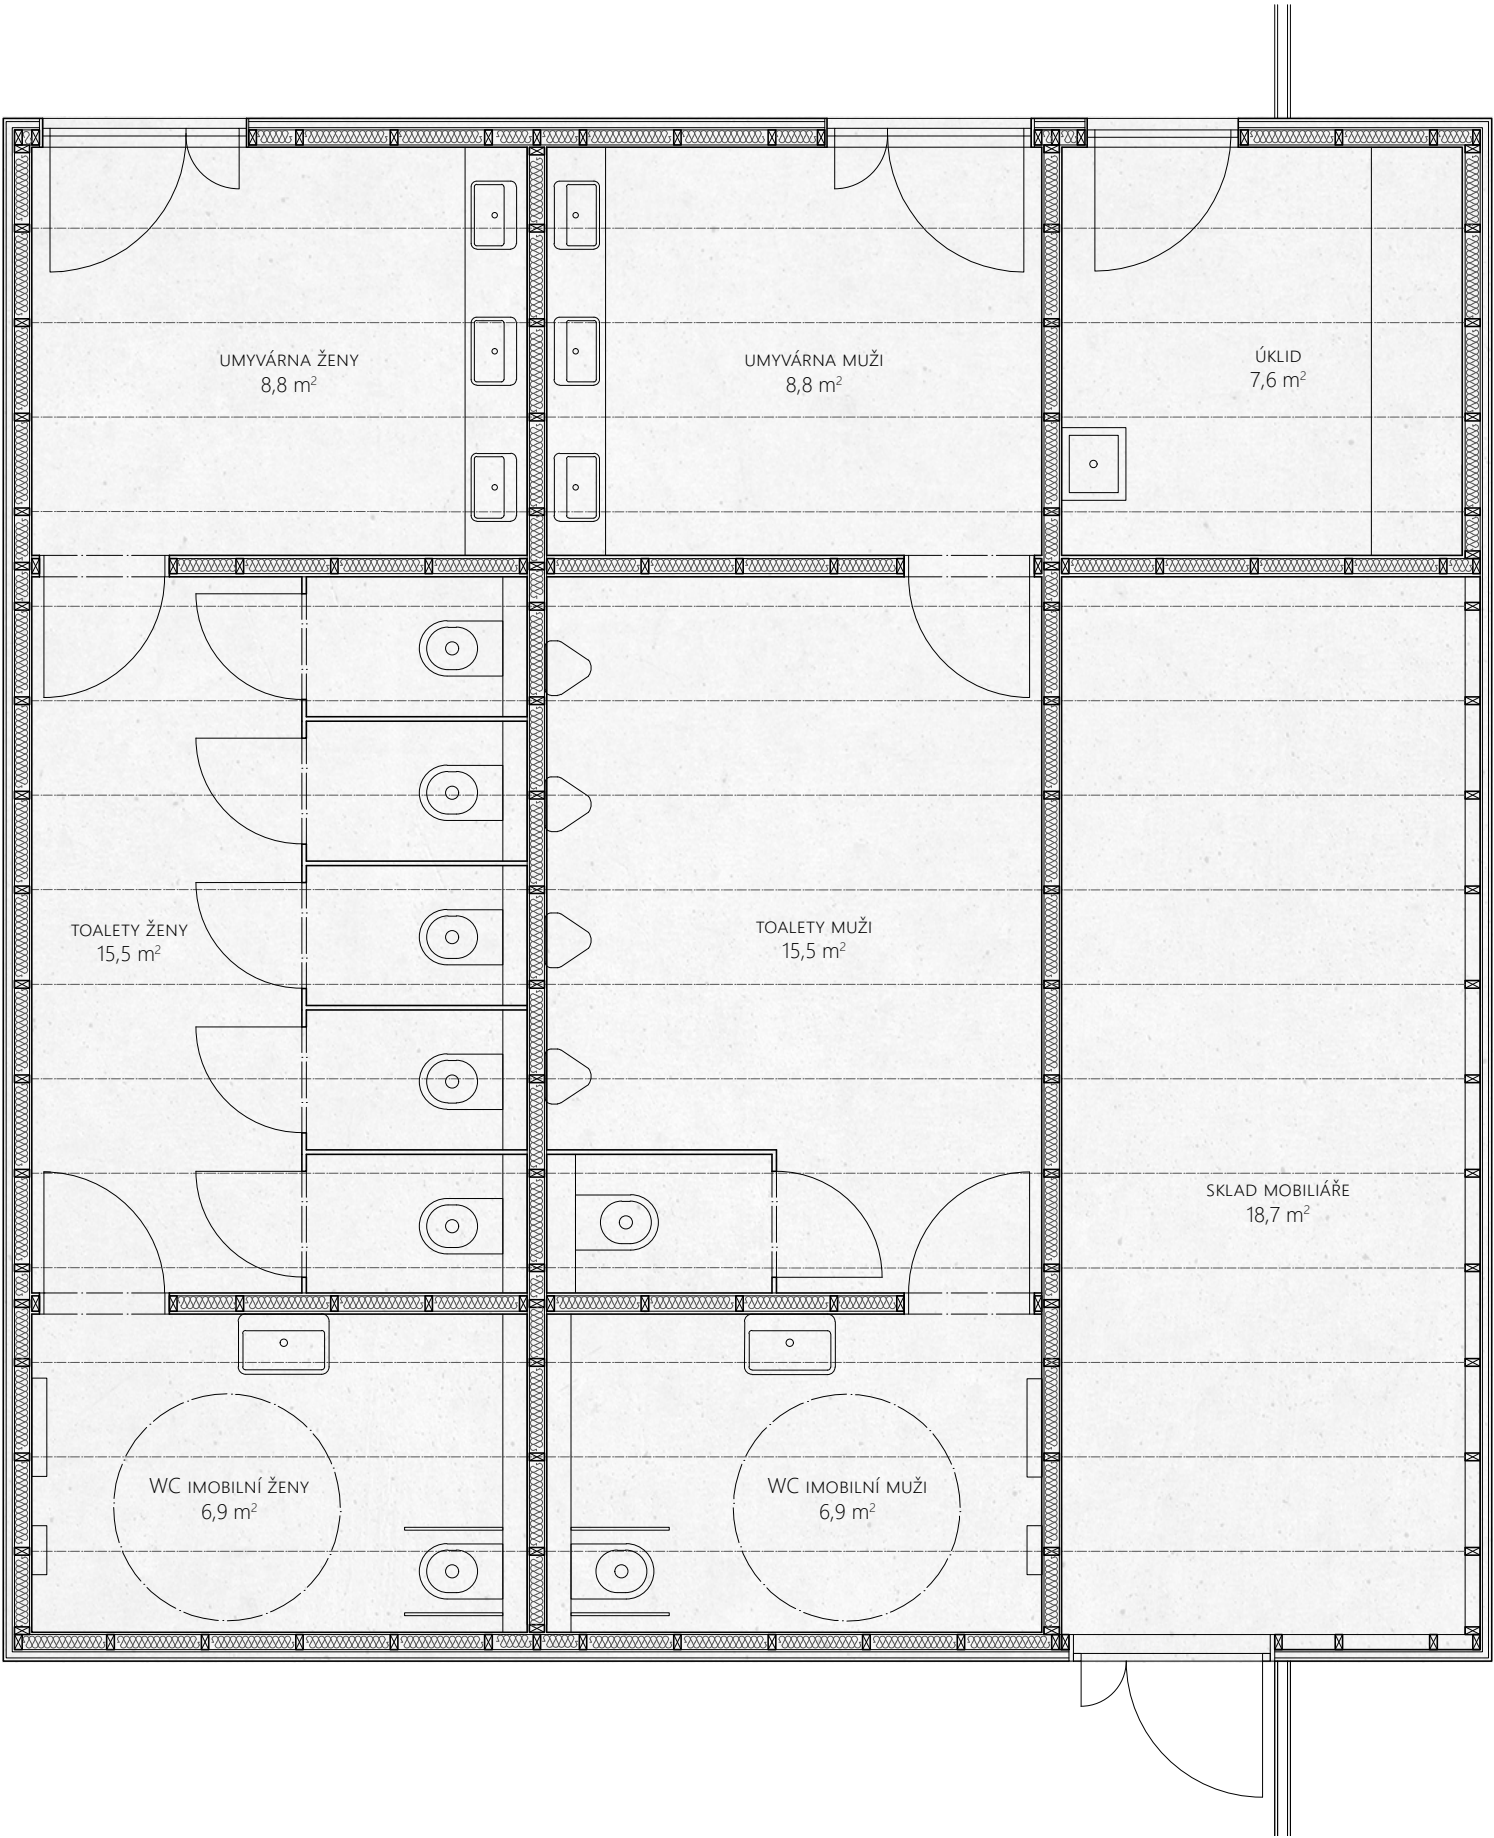 UMYVÁRNA ŽENY
8,8 m²
UMYVÁRNA MUŽI
8,8 m²
ÚKLID
7,6 m²
TOALETY ŽENY
15,5 m²
TOALETY MUŽI
15,5 m²
SKLAD MOBILIÁŘE
18,7 m²
WC IMOBILNÍ ŽENY
6,9 m²
WC IMOBILNÍ MUŽI
6,9 m²